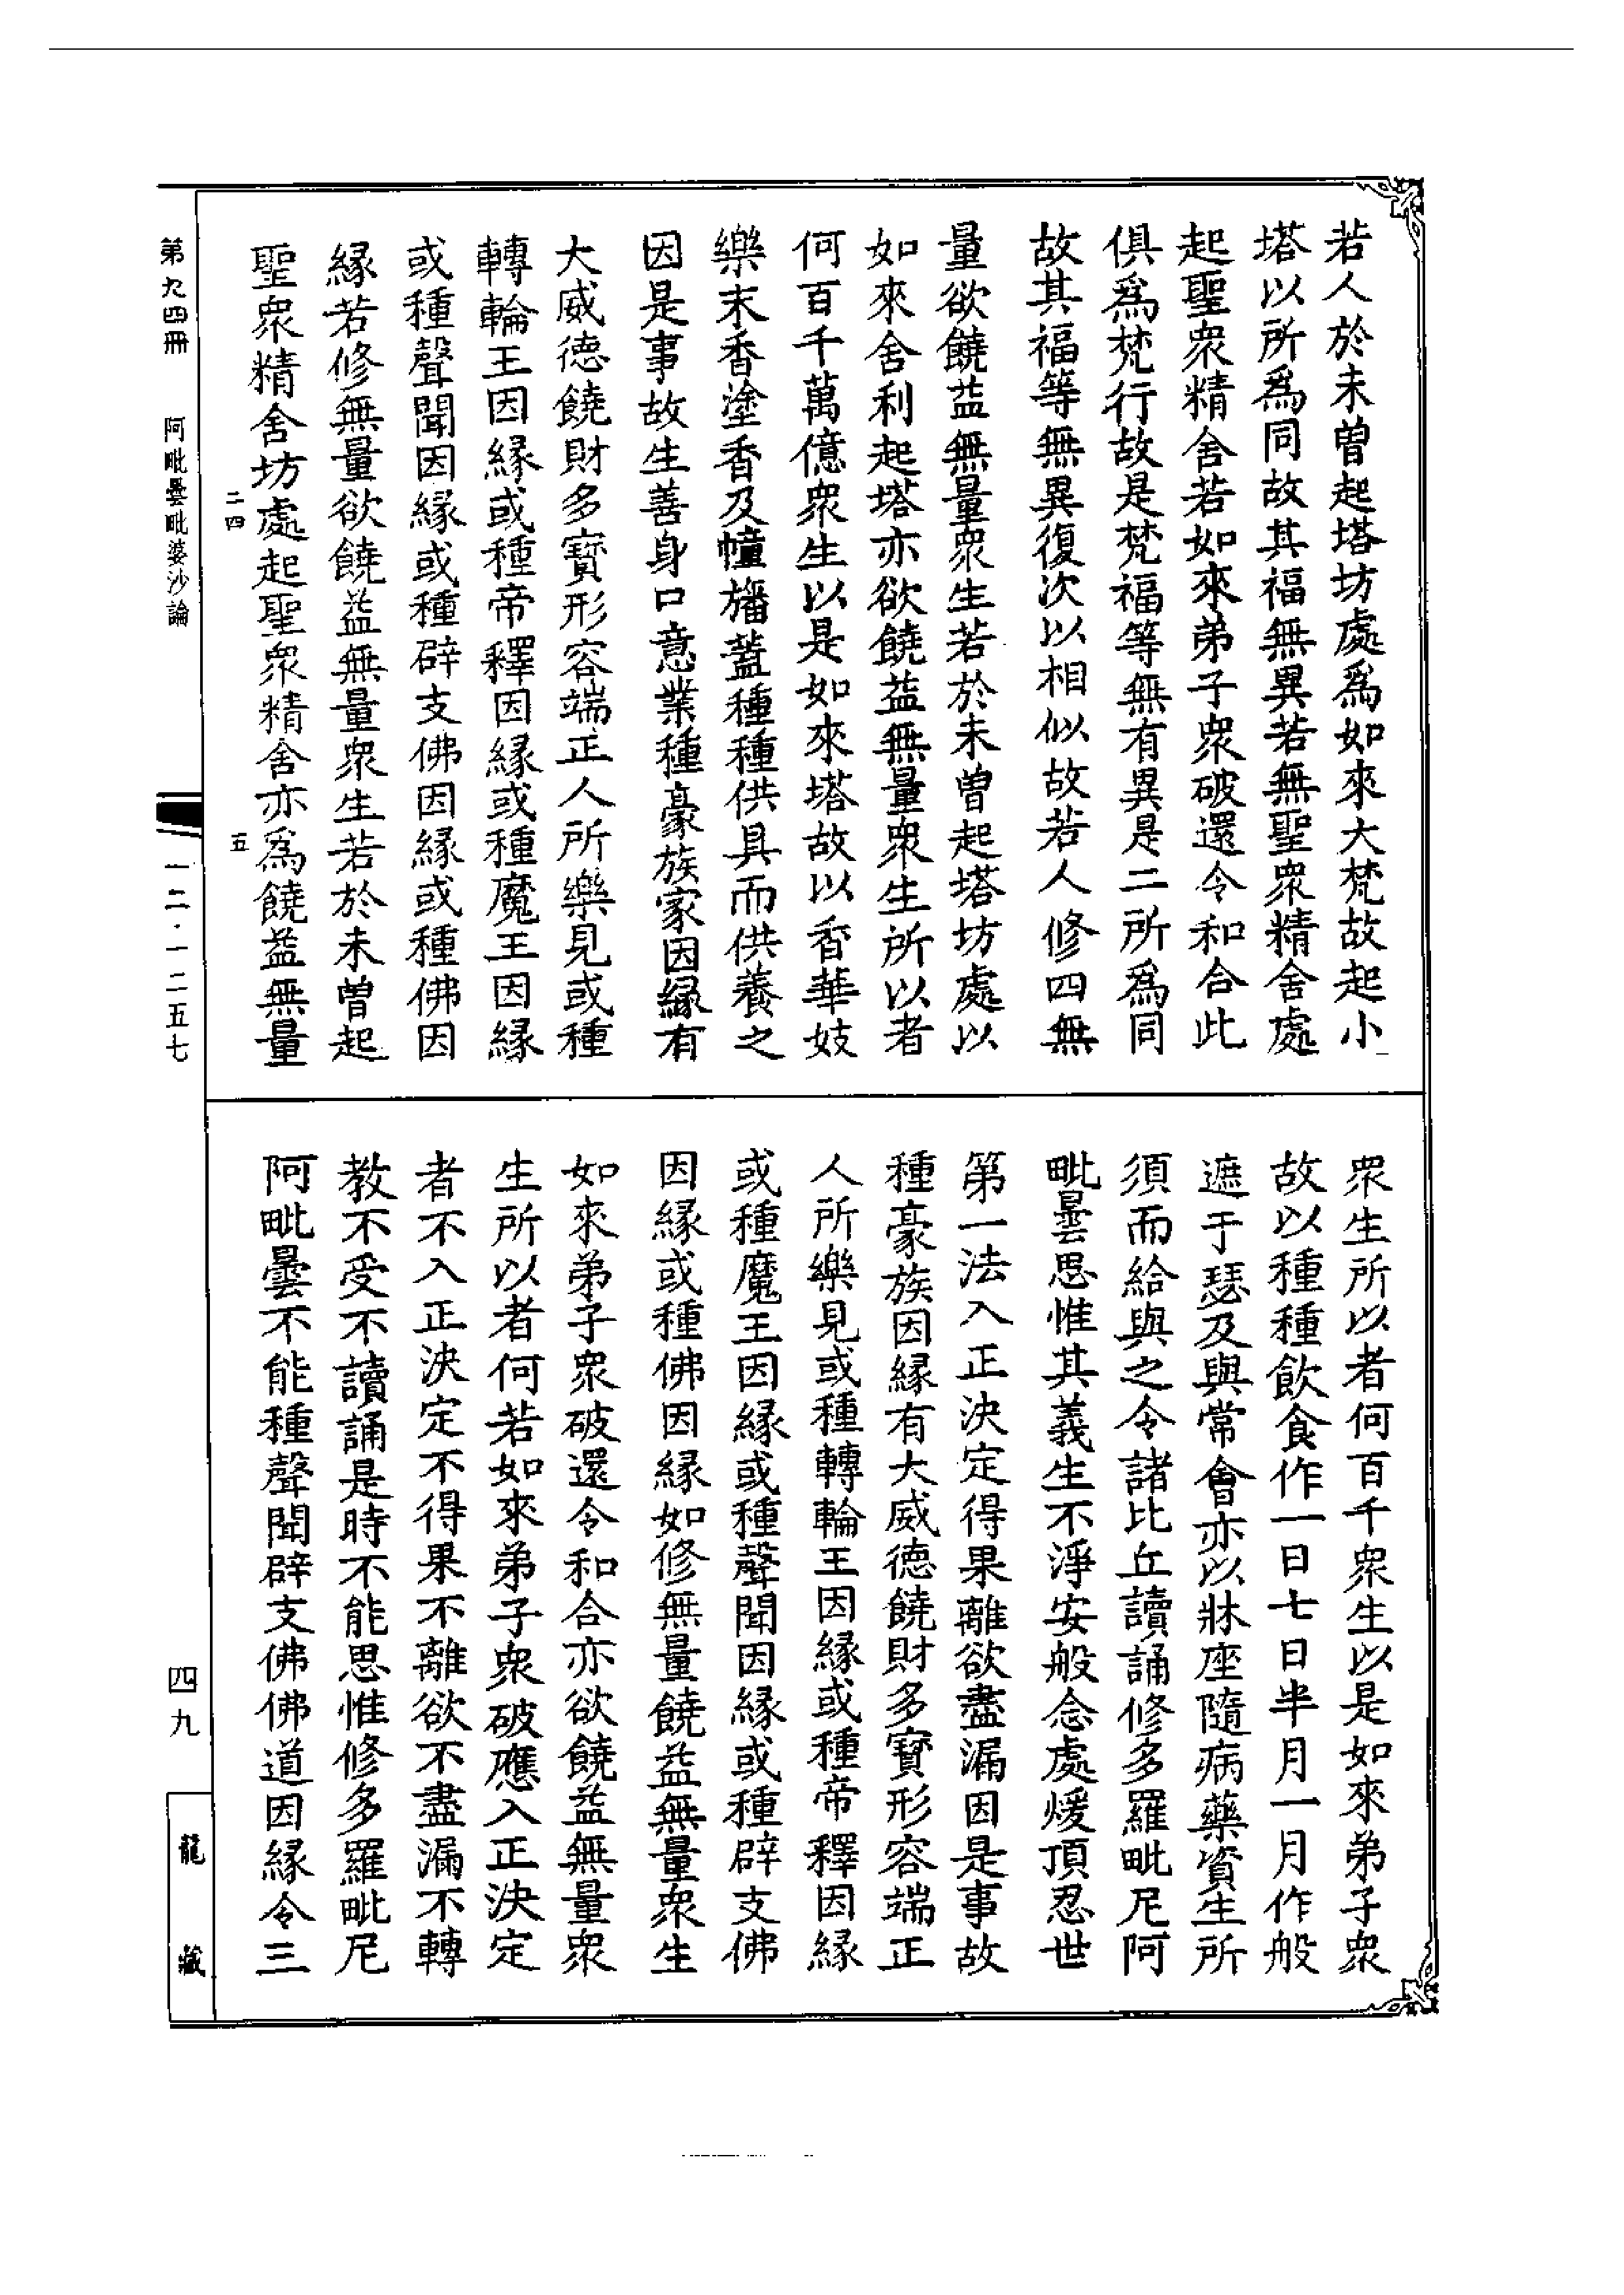 若人於未曽起塔坊處爲如來大梵故起小
塔以所爲同故其福無異若無聖衆精舍處
起聖衆精舍若如來弟子衆破還令和合此
俱爲梵行故是梵福等無有異是二所爲同
故其福等無異復次以相似故若人修四無
量欲饒益無量衆生若於未曽起塔坊處以
如來舍利起塔亦欲饒益無量衆生所以者
何百千萬億衆生以是如來塔故以香華妓
樂末香塗香及幢旛蓋種種供具而供養之
因是事故生善身口意業種豪族家因縁有
大威德饒財多寳形容端正人所樂見或種
轉輪王因縁或種帝釋因縁或種魔王因縁
或種聲聞因縁或種辟支佛因縁或種佛因
縁若修無量欲饒益無量衆生若於未曽起
聖衆精舍坊處起聖衆精舍亦爲饒益無量
衆生所以者何百千衆生以是如來弟子衆
故以種種飲食作一日七日半月一月作般
遮于瑟及與常會亦以牀座隨病藥資生所
須而給與之令諸比丘讀誦修多羅毗尼阿
毗曇思惟其義生不淨安般念處煖頂忍世
第一法入正決定得果離欲盡漏因是事故
種豪族因縁有大威德饒財多寳形容端正
人所樂見或種轉輪王因縁或種帝釋因縁
或種魔王因縁或種聲聞因縁或種辟支佛
因縁或種佛因縁如修無量饒益無量衆生
如來弟子衆破還令和合亦欲饒益無量衆
生所以者何若如來弟子衆破應入正決定
者不入正決定不得果不離欲不盡漏不轉
教不受不讀誦是時不能思惟修多羅毗尼
阿毗曇不能種聲聞辟支佛佛道因縁令三
二四
五
第九四冊
阿毗曇毗婆沙論
一二·一二五七
四九
龍藏